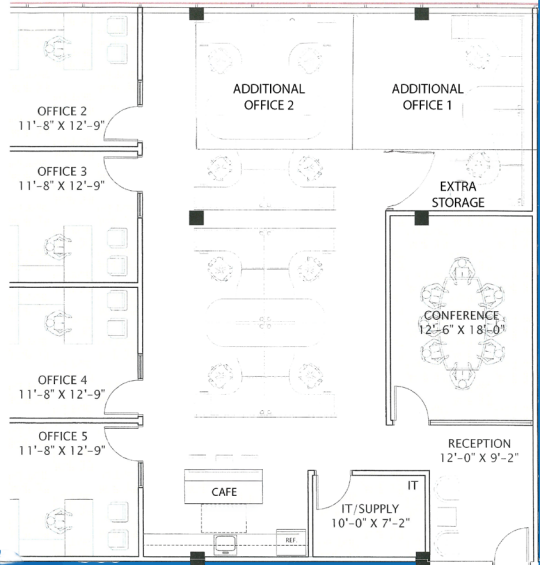 OFFICE 2
11'-8" X 12'-9"
ADDITIONAL
OFFICE 2
ADDITIONAL
OFFICE 1
OFFICE 3
11'-8" X 12'-9"
EXTRA
STORAGE
CONFERENCE
12'-6" X 18'-0"
OFFICE 4
11'-8" X 12'-9"
OFFICE 5
11'-8" X 12'-9"
RECEPTION
12'-0" X 9'-2"
CAFE
IT
IT/SUPPLY
10'-0" X 7'-2"
REF.